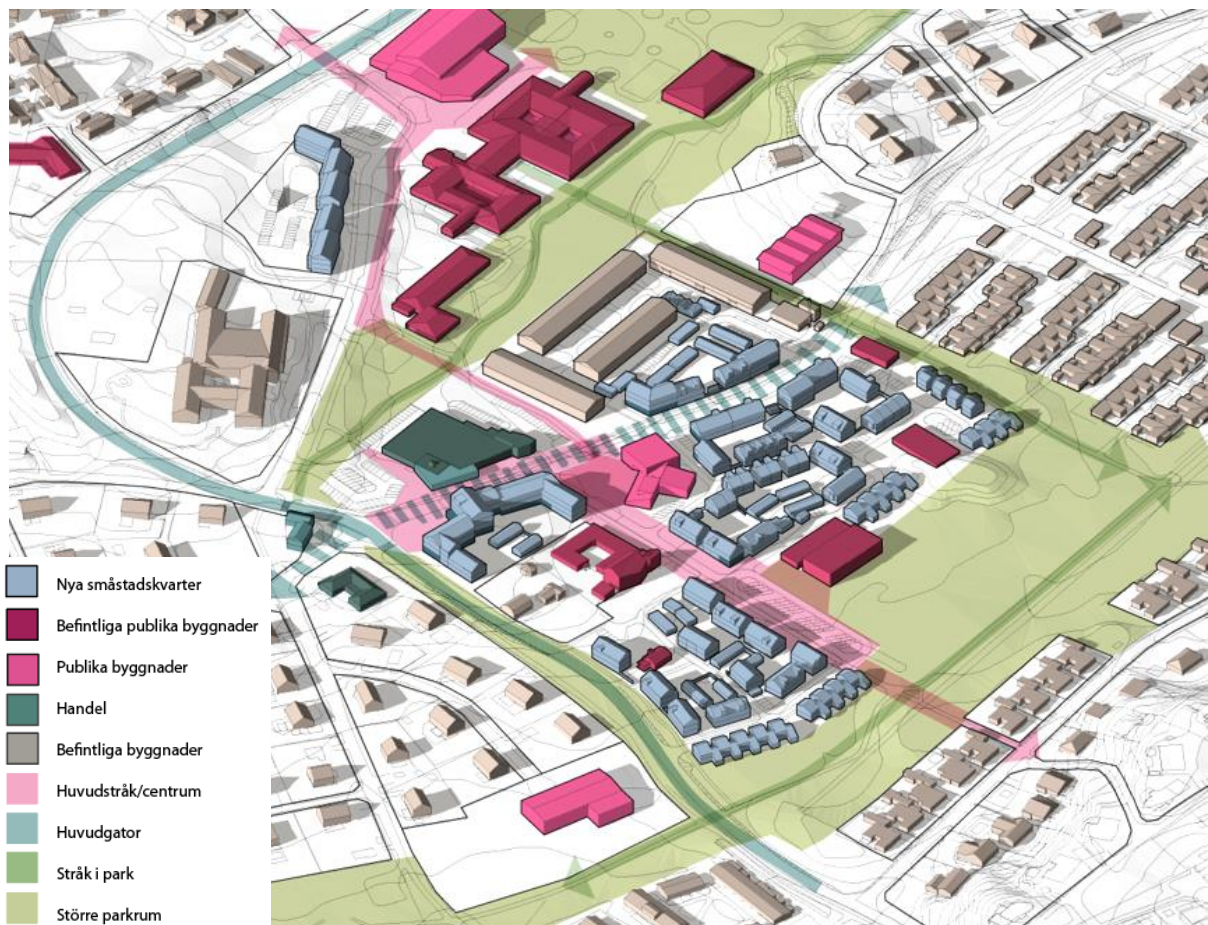 Nya småstadskvarter
Befintliga publika byggnader
Publika byggnader
Handel
Befintliga byggnader
Huvudstråk/centrum
Huvudgator
Stråk i park
Större parkrum